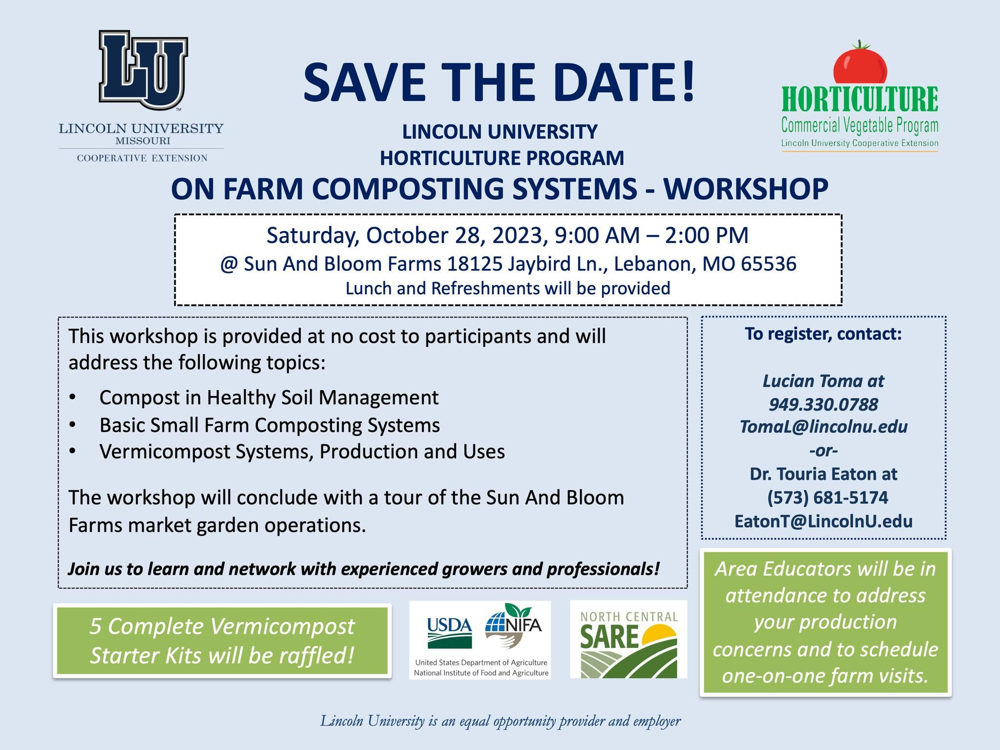 LU
™
LINCOLN UNIVERSITY
MISSOURI
COOPERATIVE EXTENSION
SAVE THE DATE!
LINCOLN UNIVERSITY
HORTICULTURE PROGRAM
ON FARM COMPOSTING SYSTEMS - WORKSHOP
HORTICULTURE
Commercial Vegetable Program
Lincoln University Cooperative Extension
Saturday, October 28, 2023, 9:00 AM – 2:00 PM
@ Sun And Bloom Farms 18125 Jaybird Ln., Lebanon, MO 65536
Lunch and Refreshments will be provided
This workshop is provided at no cost to participants and will
address the following topics:
• Compost in Healthy Soil Management
• Basic Small Farm Composting Systems
• Vermicompost Systems, Production and Uses
The workshop will conclude with a tour of the Sun And Bloom
Farms market garden operations.
Join us to learn and network with experienced growers and professionals!
To register, contact:
Lucian Toma at
949.330.0788
TomaL@lincolnu.edu
-or-
Dr. Touria Eaton at
(573) 681-5174
EatonT@LincolnU.edu
5 Complete Vermicompost
Starter Kits will be raffled!
USDA
NIFA
United States Department of Agriculture
National Institute of Food and Agriculture
NORTH CENTRAL
SARE
Area Educators will be in
attendance to address
your production
concerns and to schedule
one-on-one farm visits.
Lincoln University is an equal opportunity provider and employer